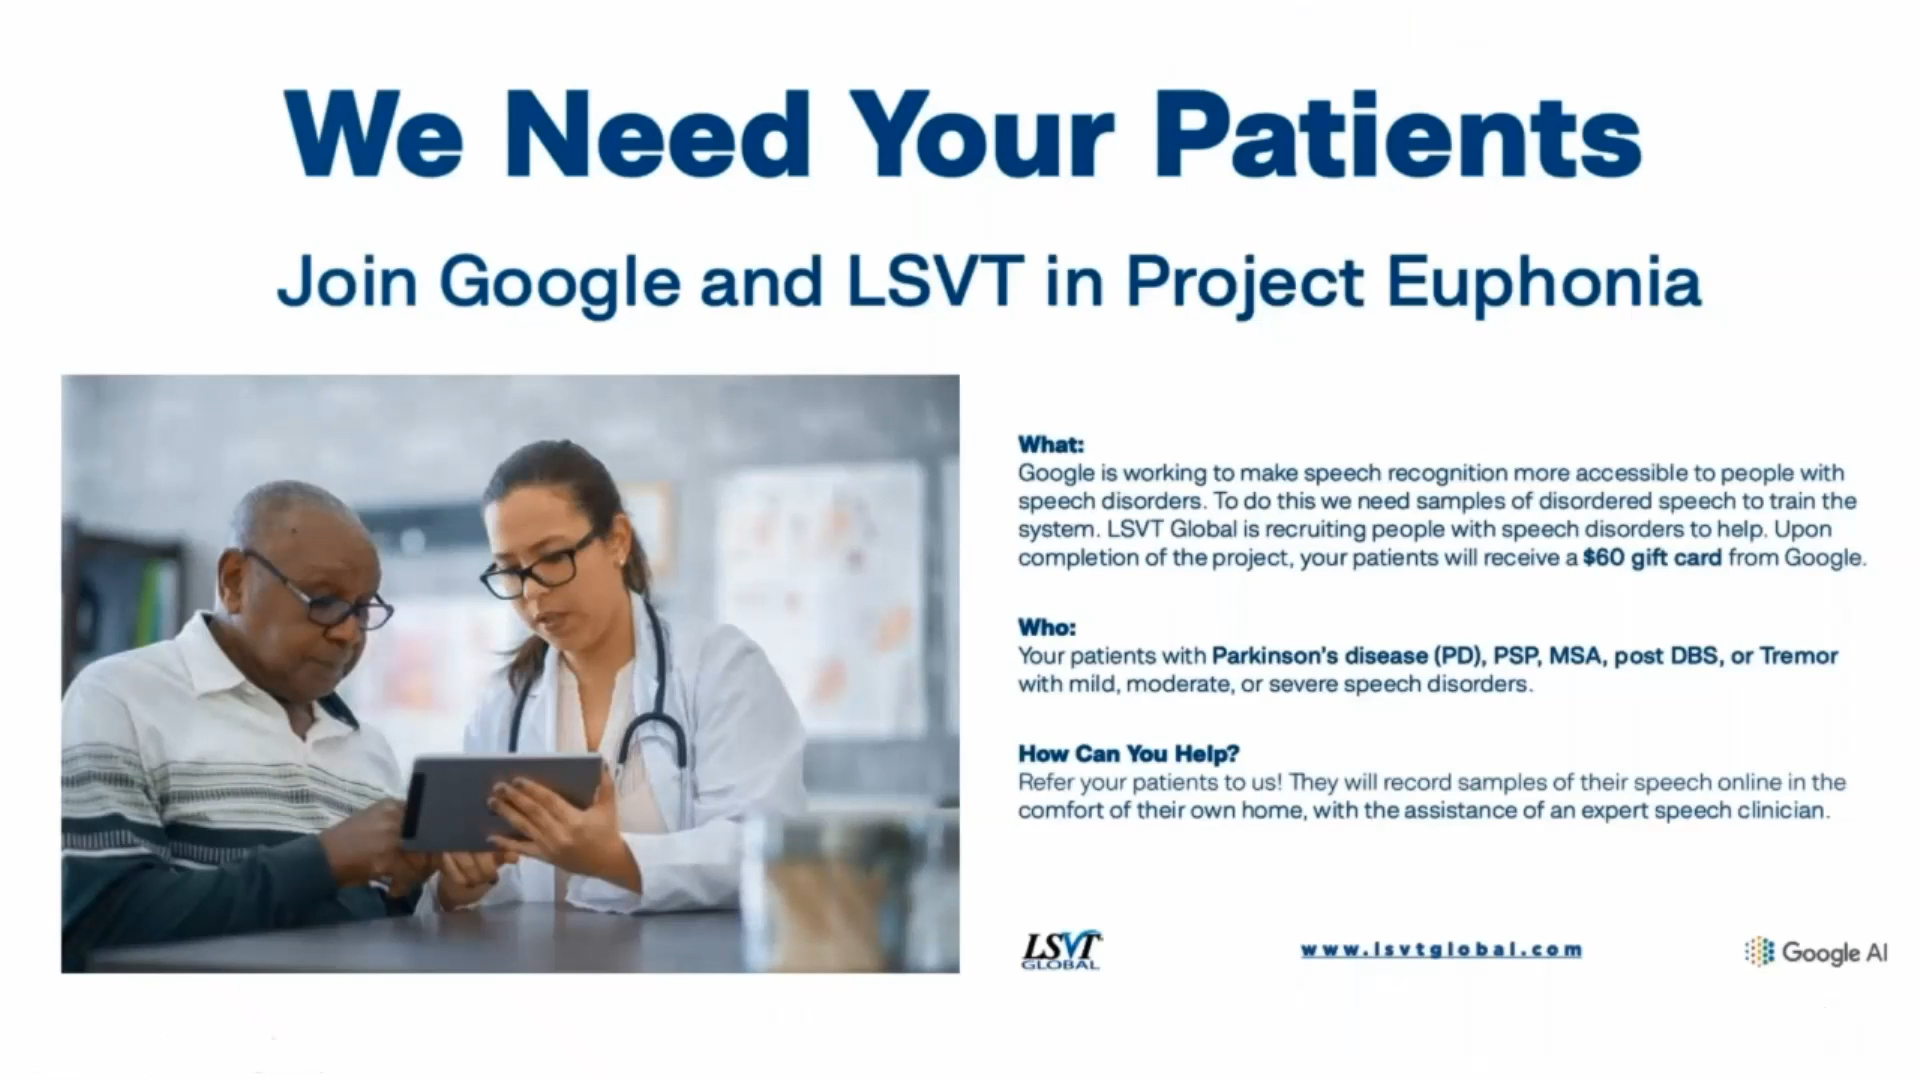 We Need Your Patients
Join Google and LSVT in Project Euphonia
What:
Google is working to make speech recognition more accessible to people with
speech disorders. To do this we need samples of disordered speech to train the
system. LSVT Global is recruiting people with speech disorders to help. Upon
completion of the project, your patients will receive a $60 gift card from Google.
Who:
Your patients with Parkinson's disease (PD), PSP, MSA, post DBS, or Tremor
with mild, moderate, or severe speech disorders.
How Can You Help?
Refer your patients to us! They will record samples of their speech online in the
comfort of their own home, with the assistance of an expert speech clinician.
LSVT
GLOBAL
www.lsvtglobal.com
Google AI